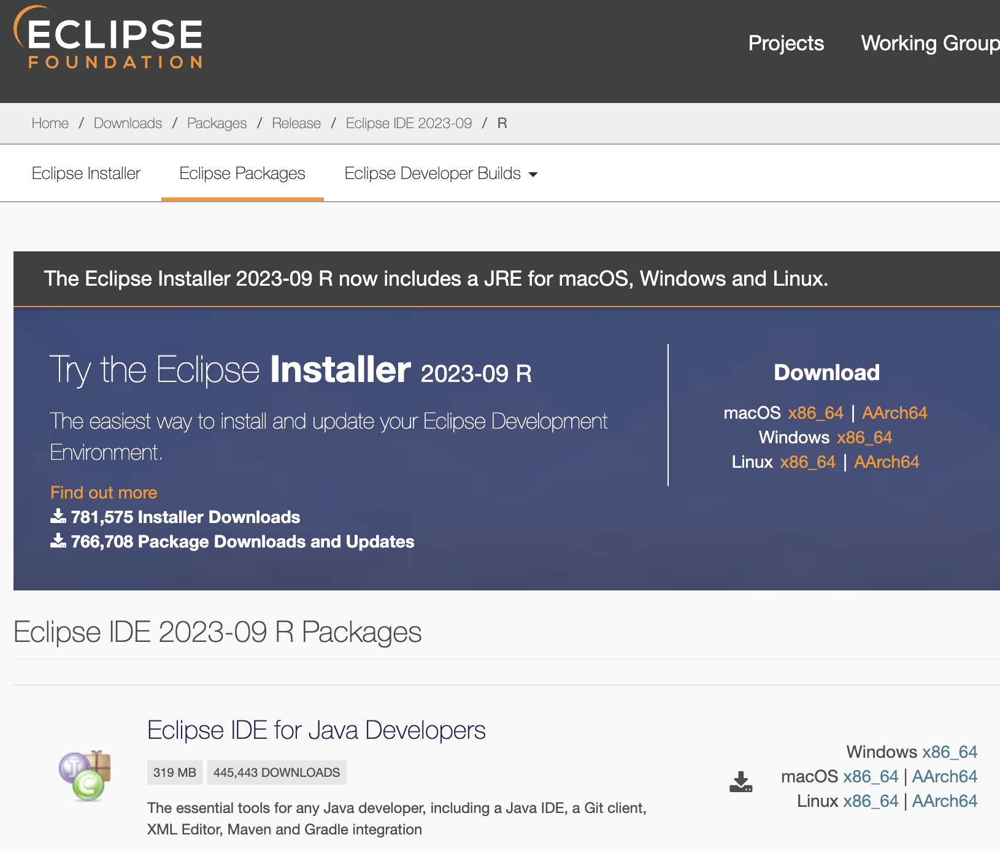 ECLIPSE
FOUNDATION
Projects Working Group
Home / Downloads / Packages / Release / Eclipse IDE 2023-09 / R
Eclipse Installer Eclipse Packages Eclipse Developer Builds
The Eclipse Installer 2023-09 R now includes a JRE for macOS, Windows and Linux.
Try the Eclipse Installer 2023-09 R
The easiest way to install and update your Eclipse Development
Environment.
Find out more
781,575 Installer Downloads
766,708 Package Downloads and Updates
Download
macOS x86_64 | AArch64
Windows x86_64
Linux x86_64 | AArch64
Eclipse IDE 2023-09 R Packages
Eclipse IDE for Java Developers
319 MB 445,443 DOWNLOADS
The essential tools for any Java developer, including a Java IDE, a Git client,
XML Editor, Maven and Gradle integration
Windows x86_64
macOS x86_64 | AArch64
Linux x86_64 | AArch64